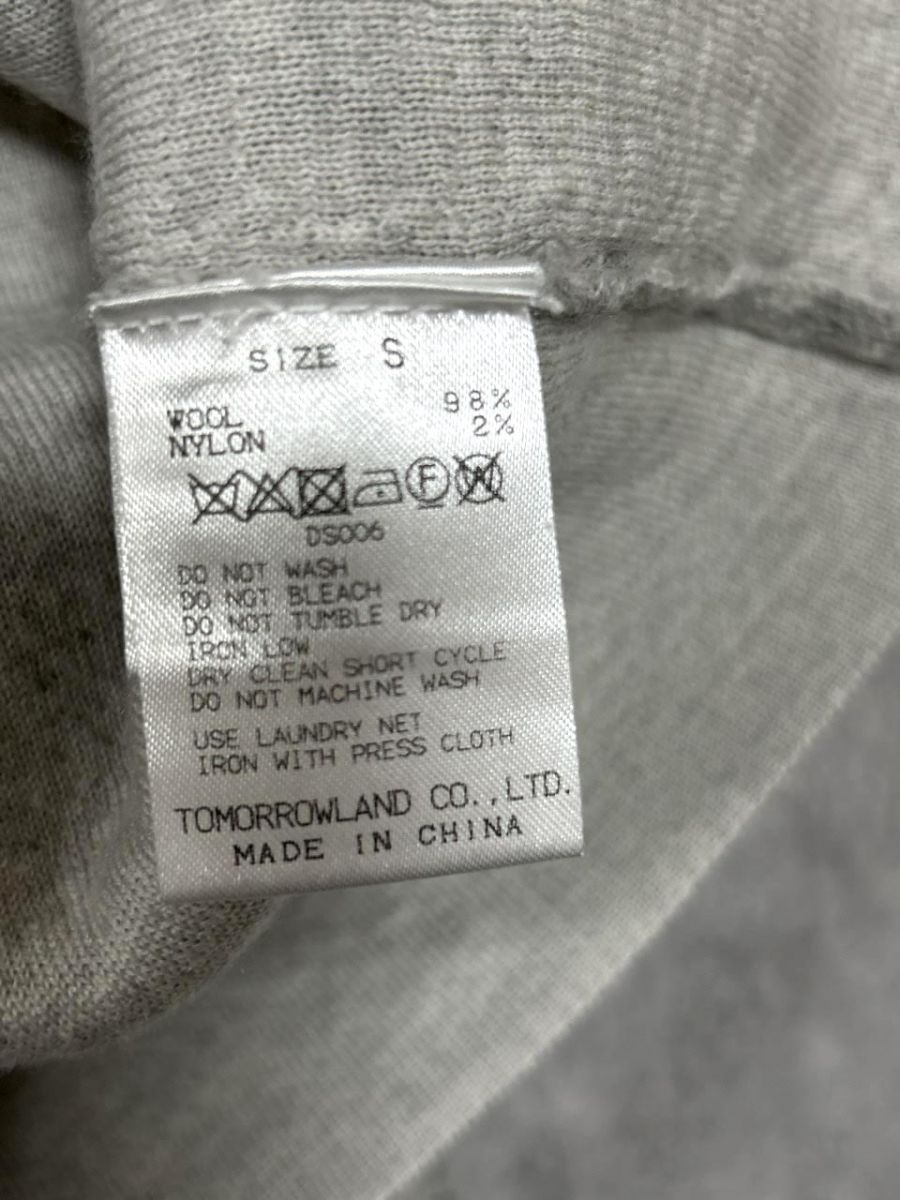 SIZE S
WOOL 98%
NYLON 2%
F W
DS006
DO NOT WASH
DO NOT BLEACH
DO NOT TUMBLE DRY
IRON LOW
DRY CLEAN SHORT CYCLE
DO NOT MACHINE WASH
USE LAUNDRY NET
IRON WITH PRESS CLOTH
TOMORROWLAND CO.,LTD.
MADE IN CHINA